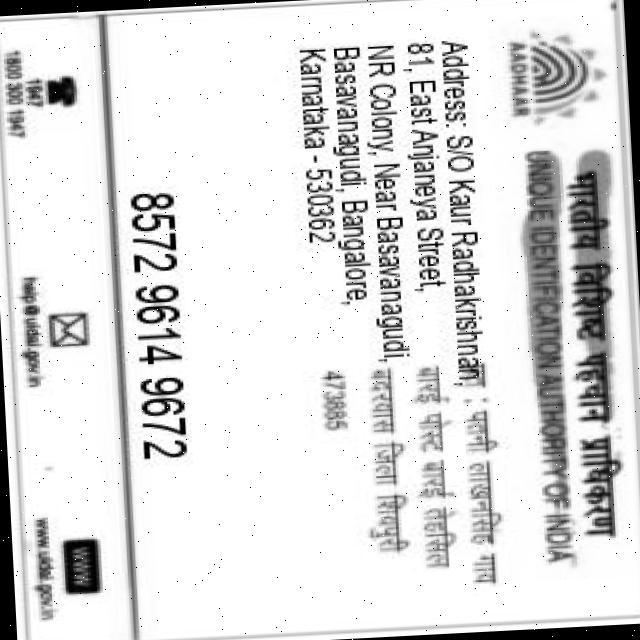 भारतीय विशिष्ट पहचान प्राधिकरण
UNIQUE IDENTIFICATION AUTHORITY OF INDIA
AADHAAR
Address: S/O Kaur Radhakrishnan,
81, East Anjaneya Street,
NR Colony, Near Basavanagudi,
Basavanagudi, Bangalore,
Karnataka - 530362
लाखनसिंह
पोस्ट
जिला शिवपुरी
473885
8572 9614 9672
1947
1800 300 1947
help@uidai.gov.in
www
www.uidai.gov.in